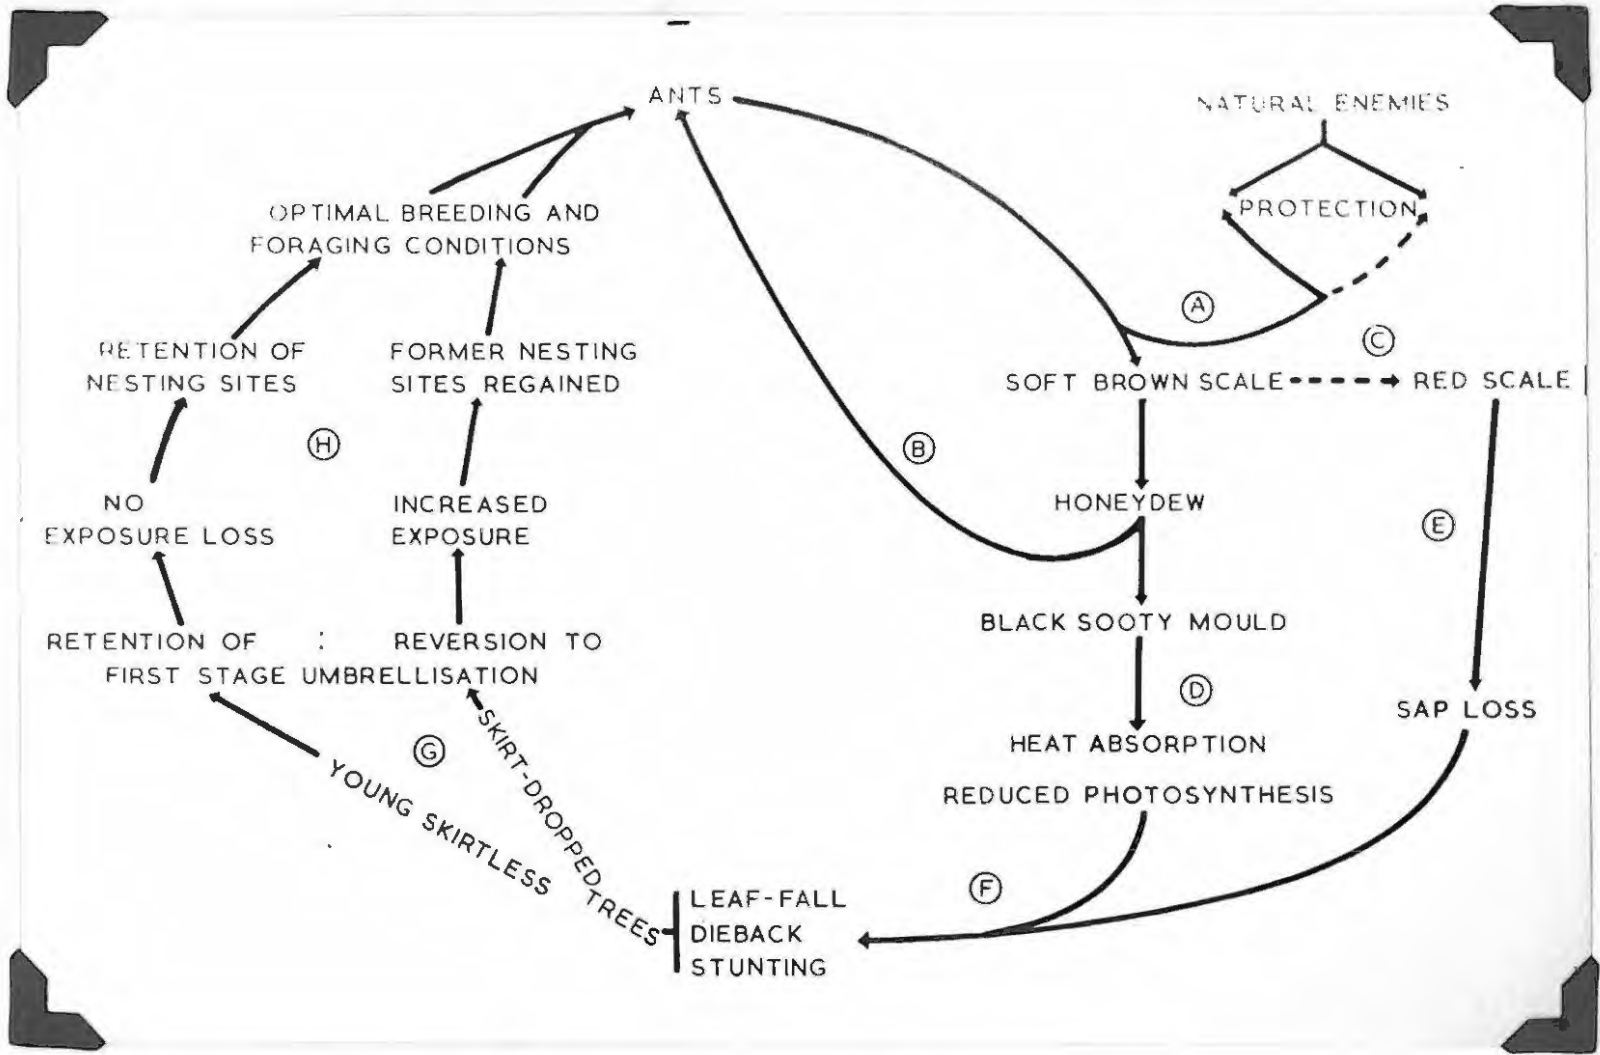 ANTS
NATURAL ENEMIES
PROTECTION
OPTIMAL BREEDING AND
FORAGING CONDITIONS
A
C
RETENTION OF
NESTING SITES
FORMER NESTING
SITES REGAINED
SOFT BROWN SCALE
RED SCALE
H
B
NO
EXPOSURE LOSS
INCREASED
EXPOSURE
HONEYDEW
E
BLACK SOOTY MOULD
RETENTION OF : REVERSION TO
FIRST STAGE UMBRELLISATION
D
SAP LOSS
G
HEAT ABSORPTION
REDUCED PHOTOSYNTHESIS
YOUNG SKIRTLESS
SKIRT-DROPPED
TREES
F
LEAF-FALL
DIEBACK
STUNTING